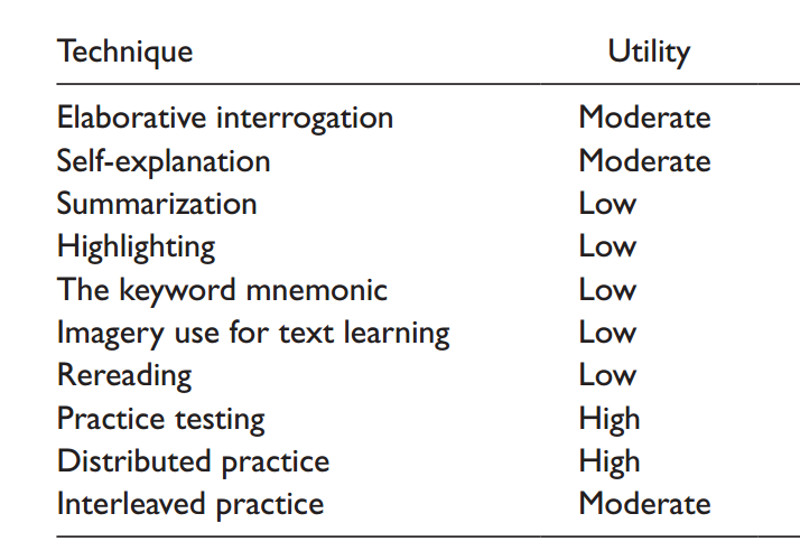 Technique Utility
Elaborative interrogation Moderate
Self-explanation Moderate
Summarization Low
Highlighting Low
The keyword mnemonic Low
Imagery use for text learning Low
Rereading Low
Practice testing High
Distributed practice High
Interleaved practice Moderate